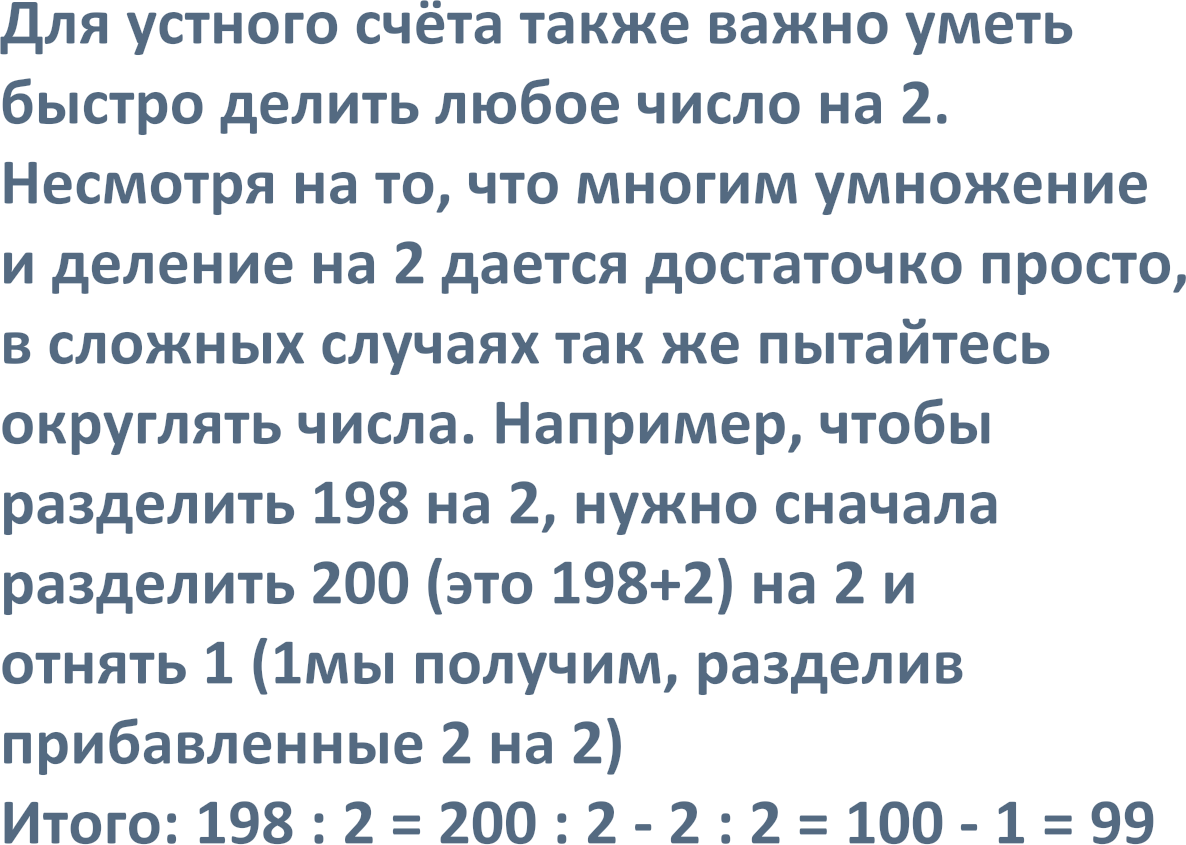 Для устного счёта также важно уметь
быстро делить любое число на 2.
Несмотря на то, что многим умножение
и деление на 2 дается достаточко просто,
в сложных случаях так же пытайтесь
округлять числа. Например, чтобы
разделить 198 на 2, нужно сначала
разделить 200 (это 198+2) на 2 и
отнять 1 (1мы получим, разделив
прибавленные 2 на 2)
Итого: 198 : 2 = 200 : 2 - 2 : 2 = 100 - 1 = 99